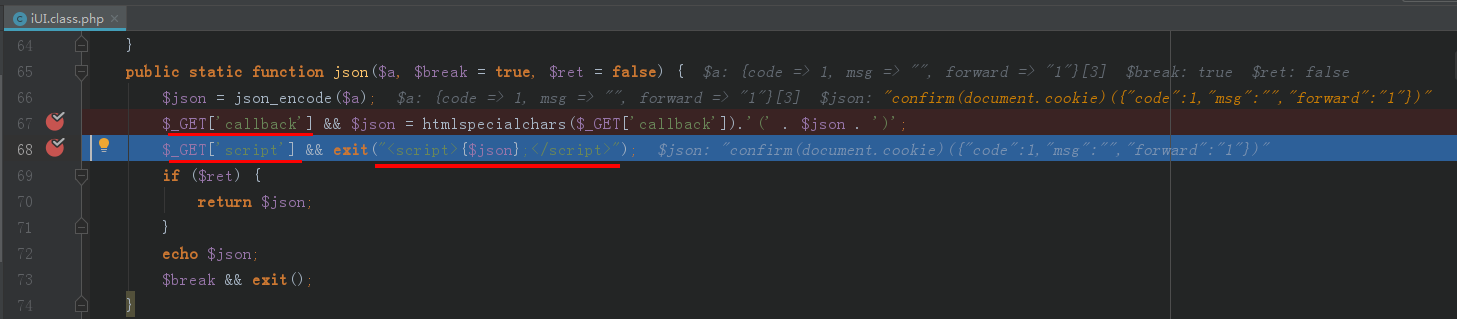 iUI.class.php
64 }
65 public static function json($a, $break = true, $ret = false) { $a: {code => 1, msg => "", forward => "1"}[3] $break: true $ret: false
66 $json = json_encode($a); $a: {code => 1, msg => "", forward => "1"}[3] $json: "confirm(document.cookie)({"code":1,"msg":"","forward":"1"})"
67 $_GET['callback'] && $json = htmlspecialchars($_GET['callback']).'(' . $json . ')';
68 $_GET['script'] && exit("<script>{$json};</script>"); $json: "confirm(document.cookie)({"code":1,"msg":"","forward":"1"})"
69 if ($ret) {
70 return $json;
71 }
72 echo $json;
73 $break && exit();
74 }